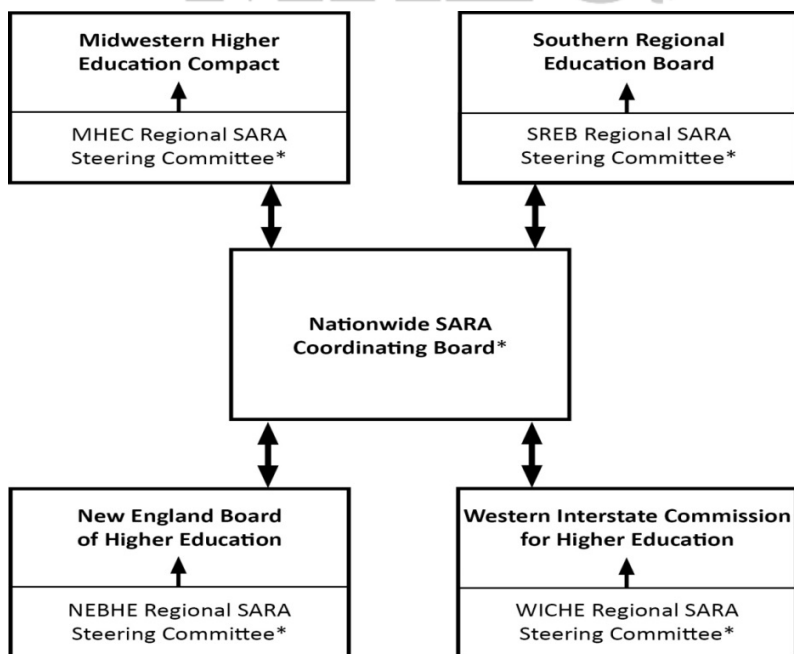 Midwestern Higher
Education Compact
MHEC Regional SARA
Steering Committee*
Southern Regional
Education Board
SREB Regional SARA
Steering Committee*
Nationwide SARA
Coordinating Board*
New England Board
of Higher Education
NEBHE Regional SARA
Steering Committee*
Western Interstate Commission
for Higher Education
WICHE Regional SARA
Steering Committee*